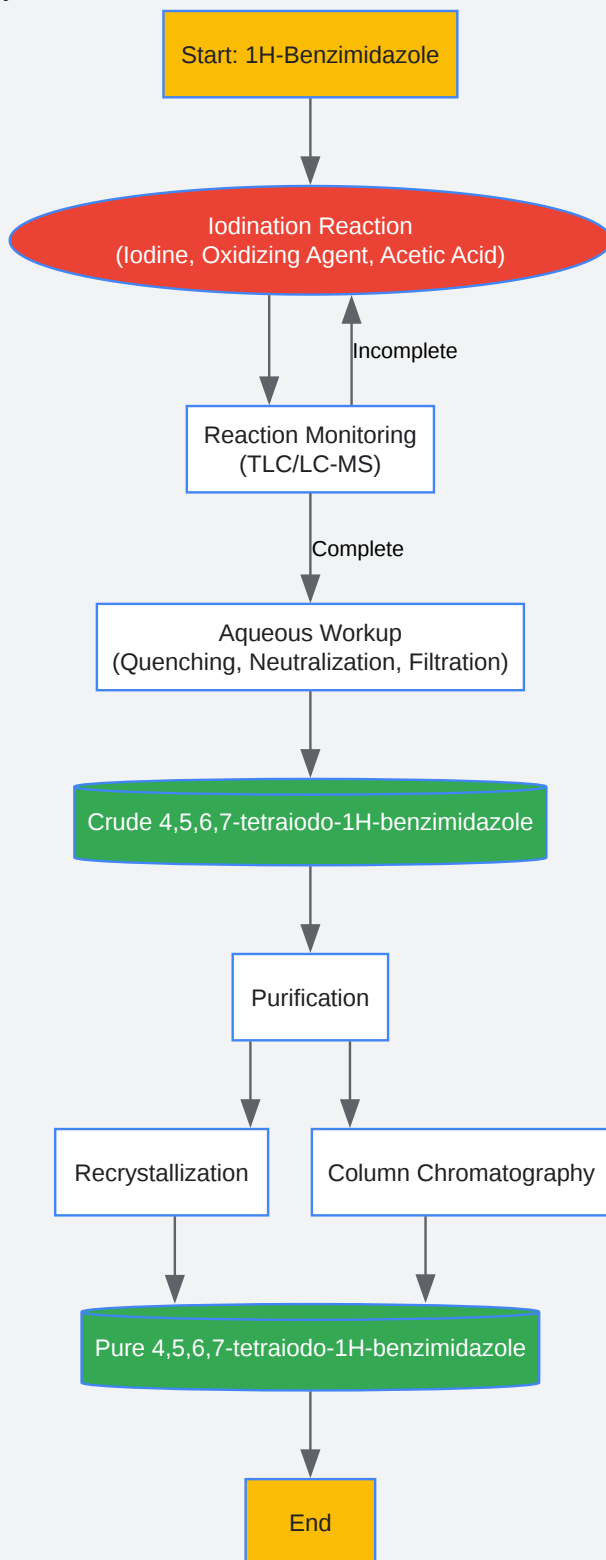 Start: 1H-Benzimidazole
Iodination Reaction
(Iodine, Oxidizing Agent, Acetic Acid)
Incomplete
Reaction Monitoring
(TLC/LC-MS)
Complete
Aqueous Workup
(Quenching, Neutralization, Filtration)
Crude 4,5,6,7-tetraiodo-1H-benzimidazole
Purification
Recrystallization
Column Chromatography
Pure 4,5,6,7-tetraiodo-1H-benzimidazole
End